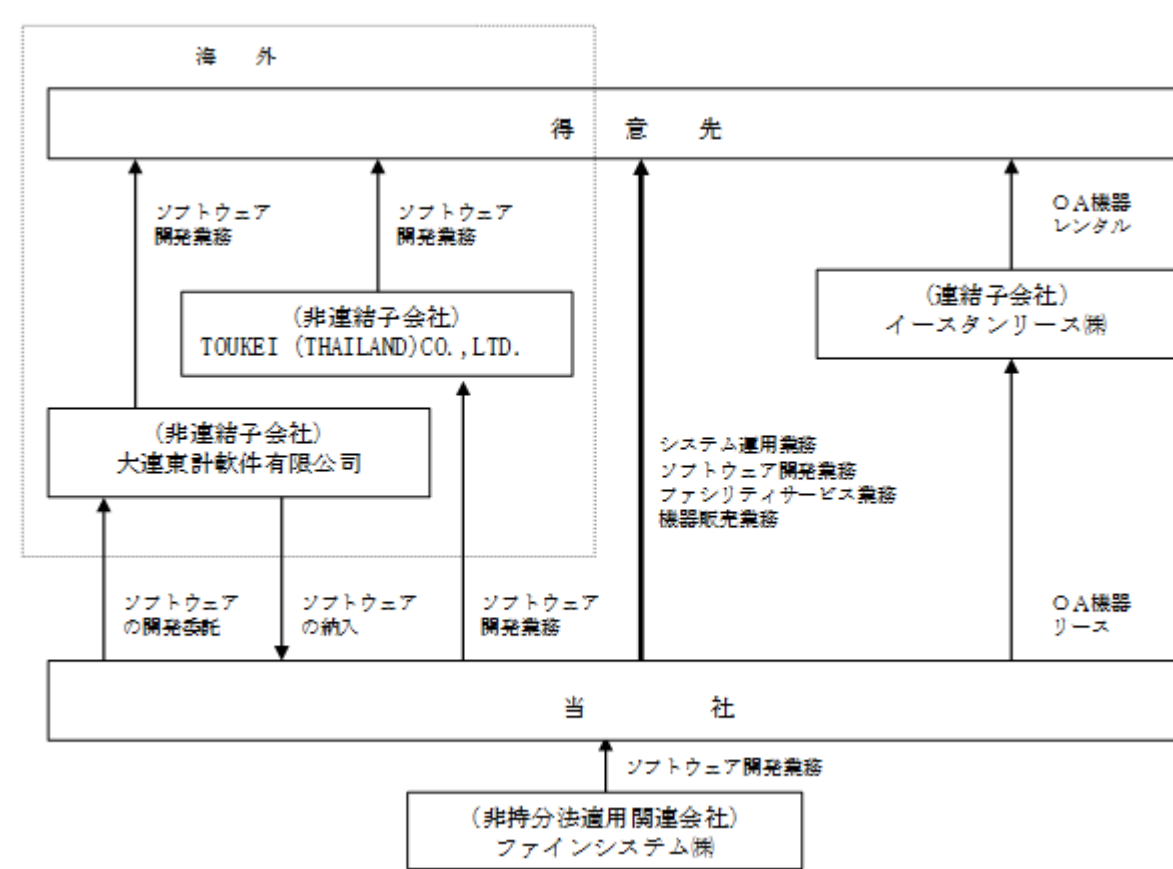 海　外
得　意　先
ソフトウェア
開発業務
ソフトウェア
開発業務
ＯＡ機器
レンタル
(非連結子会社)
TOUKEI (THAILAND)CO.,LTD.
(連結子会社)
イースタンリース㈱
(非連結子会社)
大連東計軟件有限公司
システム運用業務
ソフトウェア開発業務
ファシリティサービス業務
機器販売業務
ソフトウェア
の開発委託
ソフトウェア
の納入
ソフトウェア
開発業務
ＯＡ機器
リース
当　社
ソフトウェア開発業務
(非持分法適用関連会社)
ファインシステム㈱